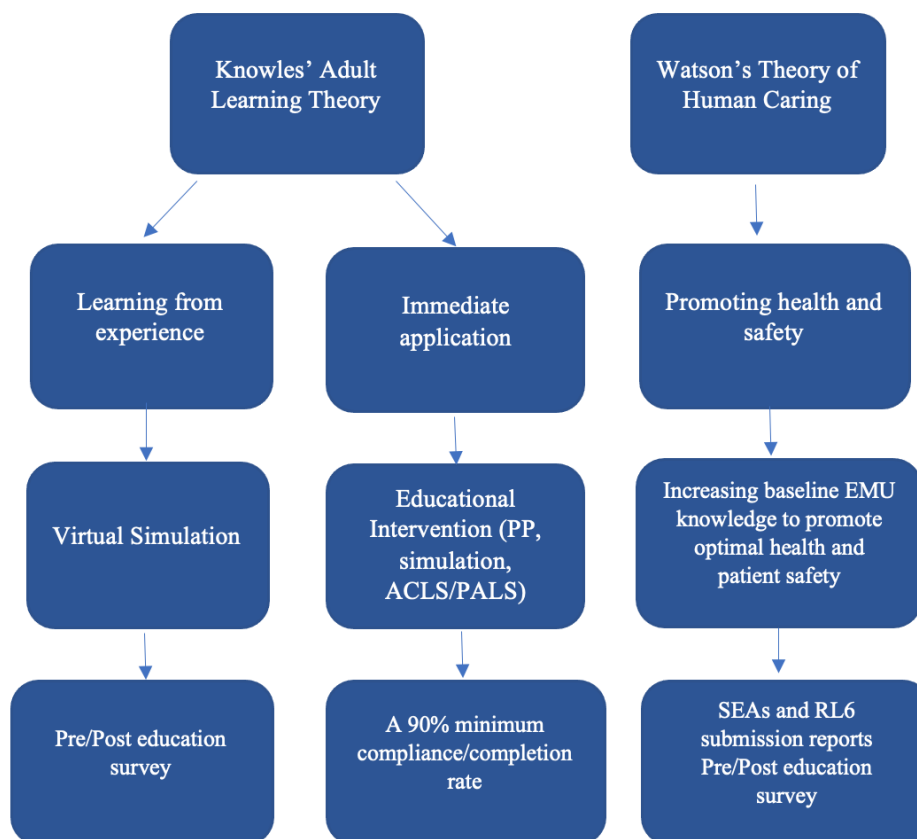 Knowles’ Adult
Learning Theory
Watson’s Theory of
Human Caring
Learning from
experience
Immediate
application
Promoting health and
safety
Virtual Simulation
Educational
Intervention (PP,
simulation,
ACLS/PALS)
Increasing baseline EMU
knowledge to promote
optimal health and
patient safety
Pre/Post education
survey
A 90% minimum
compliance/completion
rate
SEAs and RL6
submission reports
Pre/Post education
survey